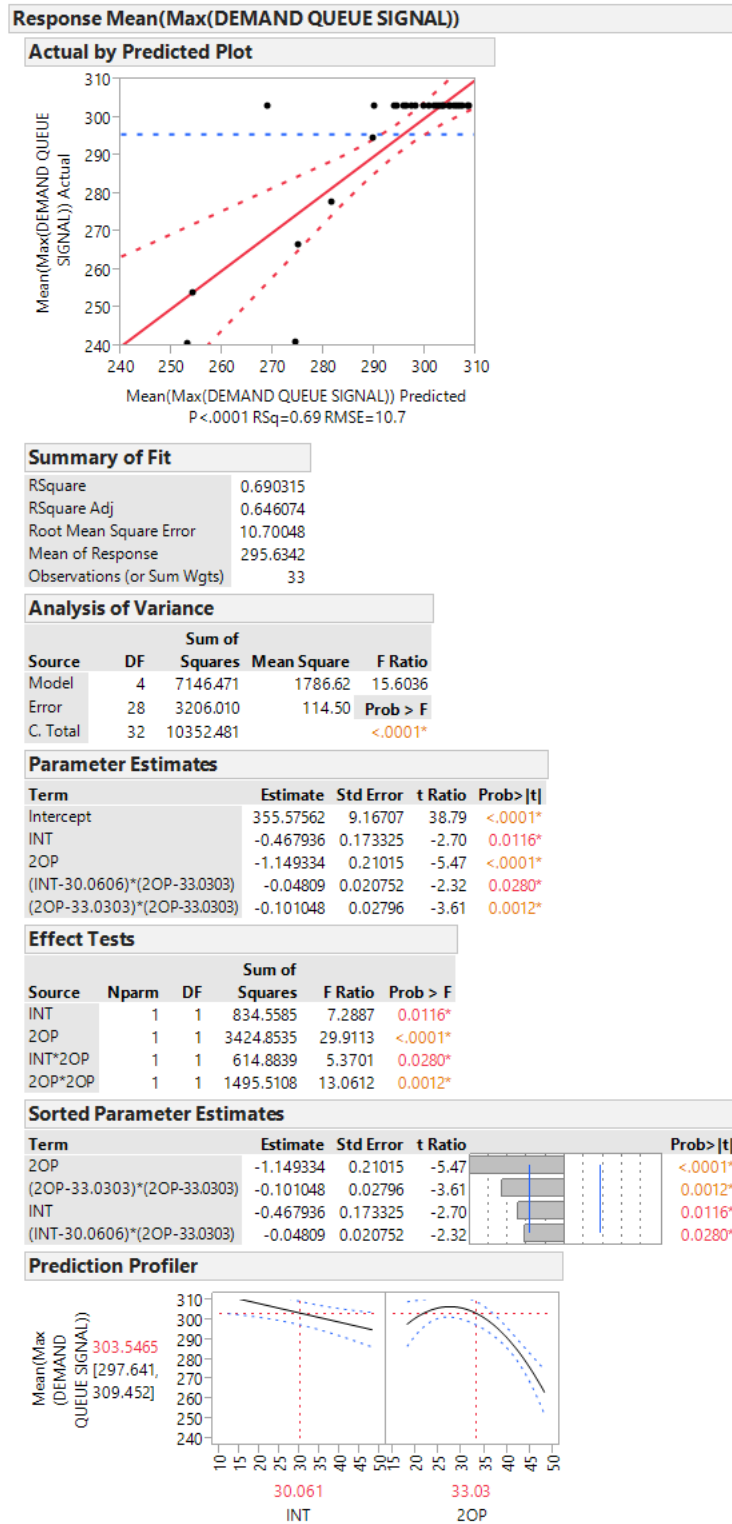 Response Mean(Max(DEMAND QUEUE SIGNAL))
Actual by Predicted Plot
310
300
290
280
270
260
250
240
Mean(Max(DEMAND QUEUE
SIGNAL)) Actual
240 250 260 270 280 290 300 310
Mean(Max(DEMAND QUEUE SIGNAL)) Predicted
P<.0001 RSq=0.69 RMSE=10.7
Summary of Fit
RSquare 0.690315
RSquare Adj 0.646074
Root Mean Square Error 10.70048
Mean of Response 295.6342
Observations (or Sum Wgts) 33
Analysis of Variance
Sum of
Source DF Squares Mean Square F Ratio
Model 4 7146.471 1786.62 15.6036
Error 28 3206.010 114.50 Prob > F
C. Total 32 10352.481 <.0001*
Parameter Estimates
Term Estimate Std Error t Ratio Prob>|t|
Intercept 355.57562 9.16707 38.79 <.0001*
INT -0.467936 0.173325 -2.70 0.0116*
2OP -1.149334 0.21015 -5.47 <.0001*
(INT-30.0606)*(2OP-33.0303) -0.04809 0.020752 -2.32 0.0280*
(2OP-33.0303)*(2OP-33.0303) -0.101048 0.02796 -3.61 0.0012*
Effect Tests
Sum of
Source Nparm DF Squares F Ratio Prob > F
INT 1 1 834.5585 7.2887 0.0116*
2OP 1 1 3424.8535 29.9113 <.0001*
INT*2OP 1 1 614.8839 5.3701 0.0280*
2OP*2OP 1 1 1495.5108 13.0612 0.0012*
Sorted Parameter Estimates
Term Estimate Std Error t Ratio Prob>|t|
2OP -1.149334 0.21015 -5.47 <.0001*
(2OP-33.0303)*(2OP-33.0303) -0.101048 0.02796 -3.61 0.0012*
INT -0.467936 0.173325 -2.70 0.0116*
(INT-30.0606)*(2OP-33.0303) -0.04809 0.020752 -2.32 0.0280*
Prediction Profiler
Mean(Max
(DEMAND
QUEUE SIGNAL))
303.5465
[297.641,
309.452]
310
300
290
280
270
260
250
240
10 15 20 25 30 35 40 45 50
15 20 25 30 35 40 45 50
30.061
INT
33.03
2OP